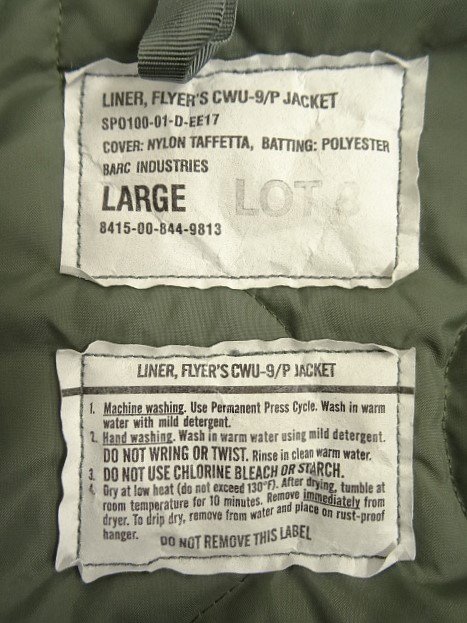 LINER, FLYER'S CWU-9/P JACKET
SPO100-01-D-EE17
COVER: NYLON TAFFETTA, BATTING: POLYESTER
BARC INDUSTRIES
LARGE LOT 8
8415-00-844-9813
LINER, FLYER'S CWU-9/P JACKET
1. Machine washing. Use Permanent Press Cycle. Wash in warm
water with mild detergent.
2. Hand washing. Wash in warm water using mild detergent.
DO NOT WRING OR TWIST. Rinse in clean warm water.
3. DO NOT USE CHLORINE BLEACH OR STARCH.
4. Dry at low heat (do not exceed 130°F). After drying, tumble at
room temperature for 10 minutes. Remove immediately from
dryer. To drip dry, remove from water and place on rust-proof
hanger.
DO NOT REMOVE THIS LABEL